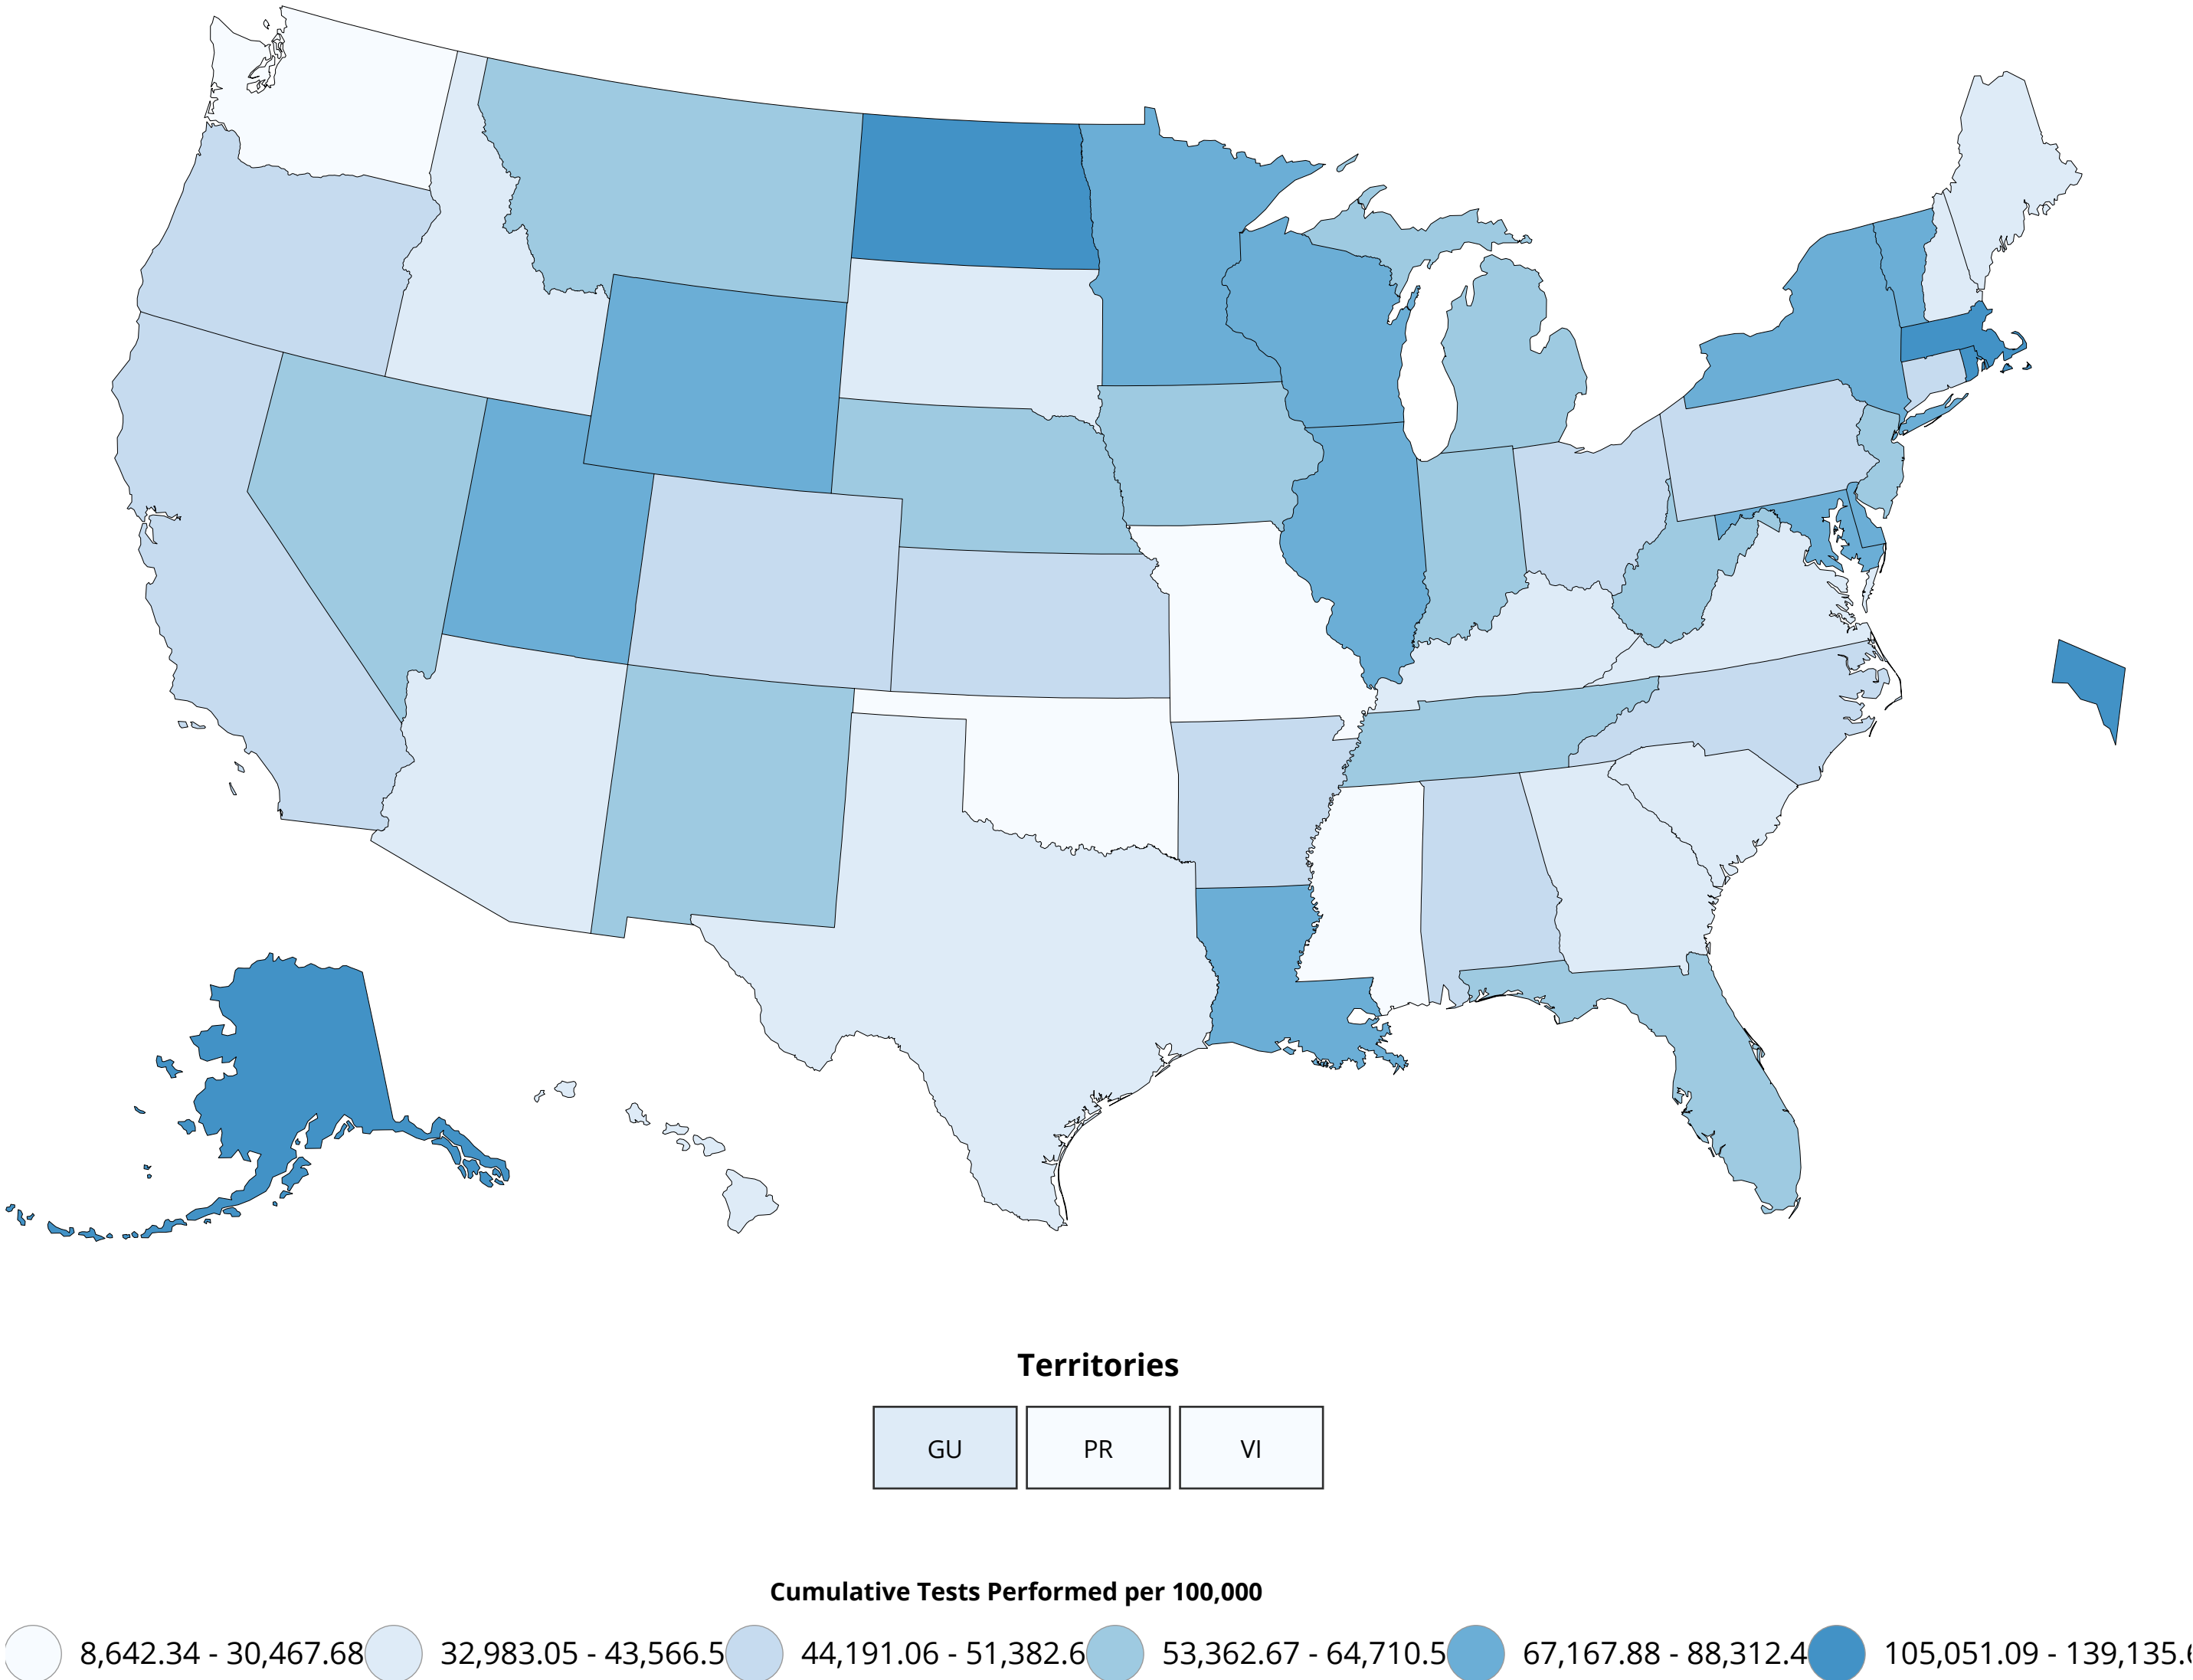 Territories
GU PR VI
Cumulative Tests Performed per 100,000
8,642.34 - 30,467.68 32,983.05 - 43,566.5 44,191.06 - 51,382.6 53,362.67 - 64,710.5 67,167.88 - 88,312.4 105,051.09 - 139,135.6